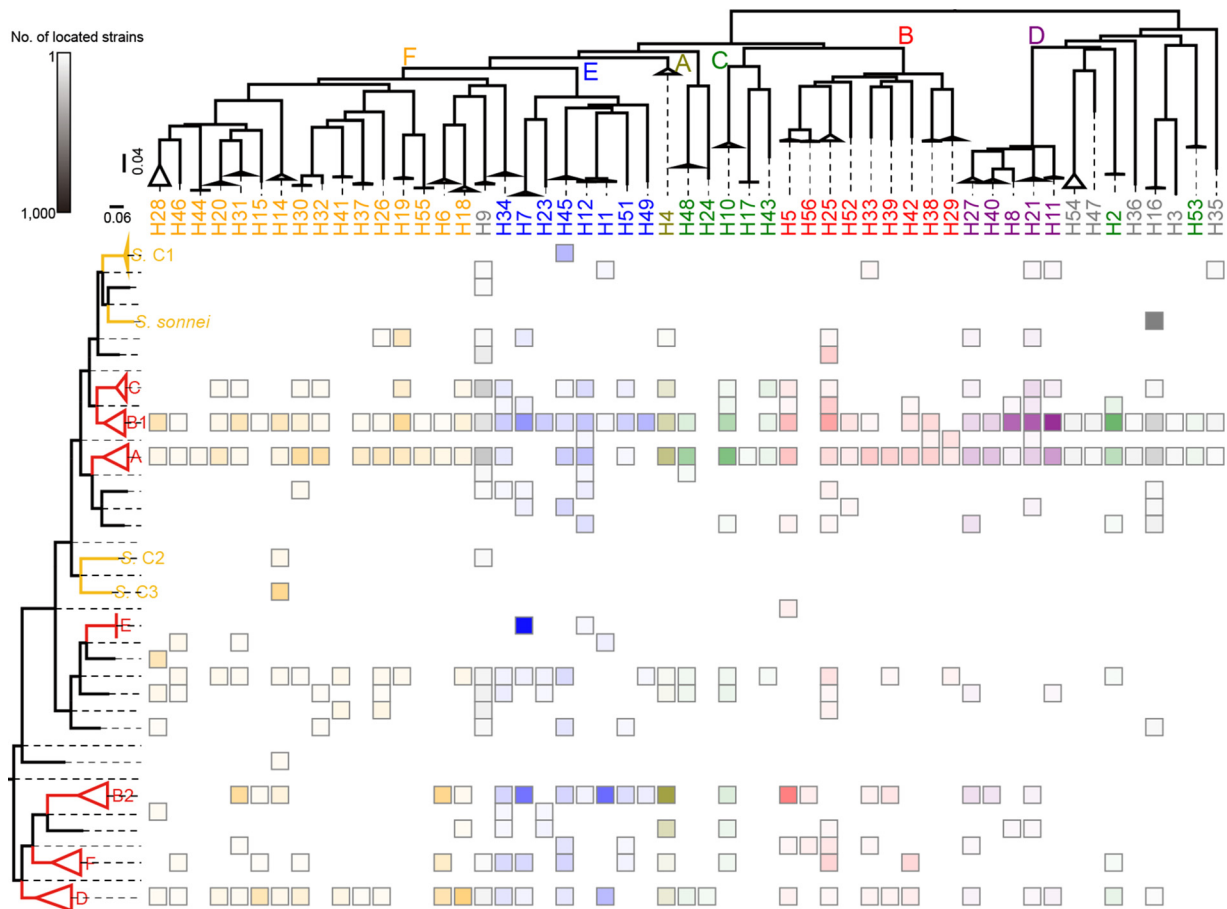 No. of located strains
1
1,000
0.04
0.06
F
E
A
C
B
D
H28
H46
H44
H20
H31
H15
H14
H30
H32
H41
H37
H26
H19
H55
H6
H18
H9
H34
H7
H23
H45
H12
H1
H51
H49
H4
H48
H24
H10
H17
H43
H5
H56
H25
H52
H33
H39
H42
H38
H29
H27
H40
H8
H21
H11
H54
H47
H2
H36
H16
H3
H53
H35
S. C1
S. sonnei
C
B1
A
S. C2
S. C3
E
B2
F
D